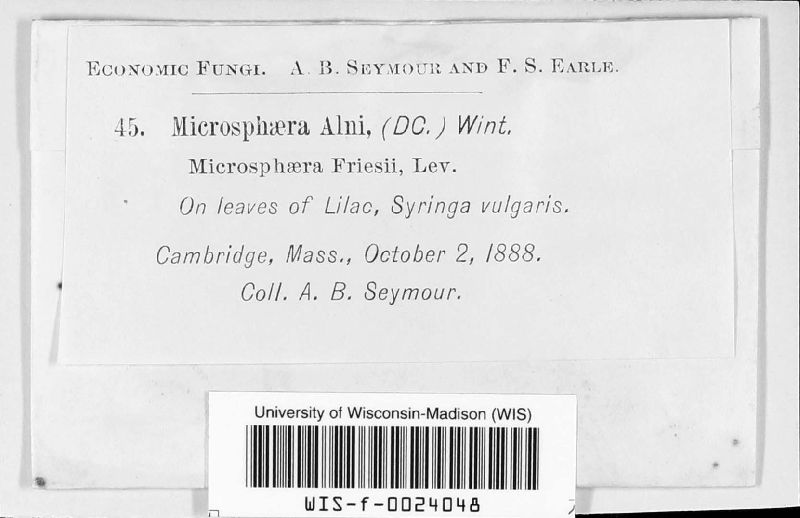 ECONOMIC FUNGI. A. B. SEYMOUR AND F. S. EARLE.
45. Microsphæra Alni, (DC.) Wint.
Microsphæra Friesii, Lev.
On leaves of Lilac, Syringa vulgaris.
Cambridge, Mass., October 2, 1888.
Coll. A. B. Seymour.
University of Wisconsin-Madison (WIS)
WIS-f-0024048